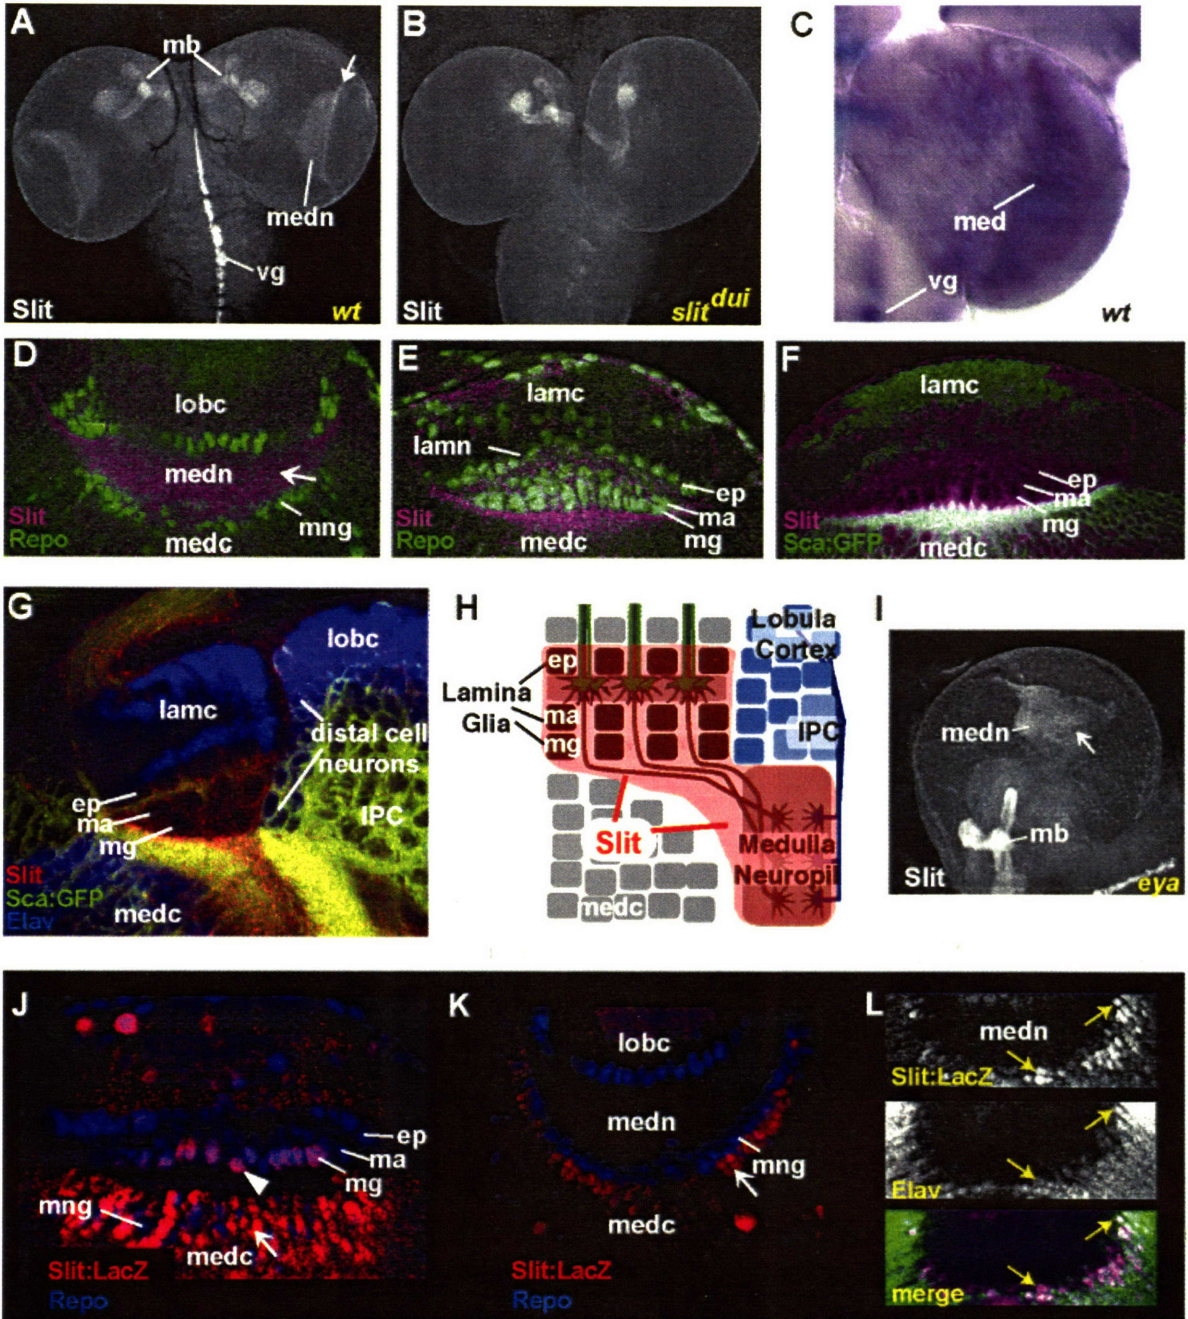 A
mb
medn
vg
Slit
wt
B
slit dui
C
med
vg
wt
D
lobc
medn
mng
medc
Slit
Repo
E
lamc
lamn
ep
ma
mg
medc
Slit
Repo
F
lamc
ep
ma
mg
medc
Slit
Sca:GFP
G
lobc
lamc
distal cell
neurons
IPC
ep
ma
mg
medc
Slit
Sca:GFP
Elav
H
Lobula
Cortex
ep
Lamina
Glia
ma
mg
IPC
Slit
Medulla
Neuropil
medc
I
medn
mb
Slit
eya
J
ep
ma
mg
mng
medc
Slit:LacZ
Repo
K
lobc
medn
mng
medc
Slit:LacZ
Repo
L
medn
Slit:LacZ
Elav
merge